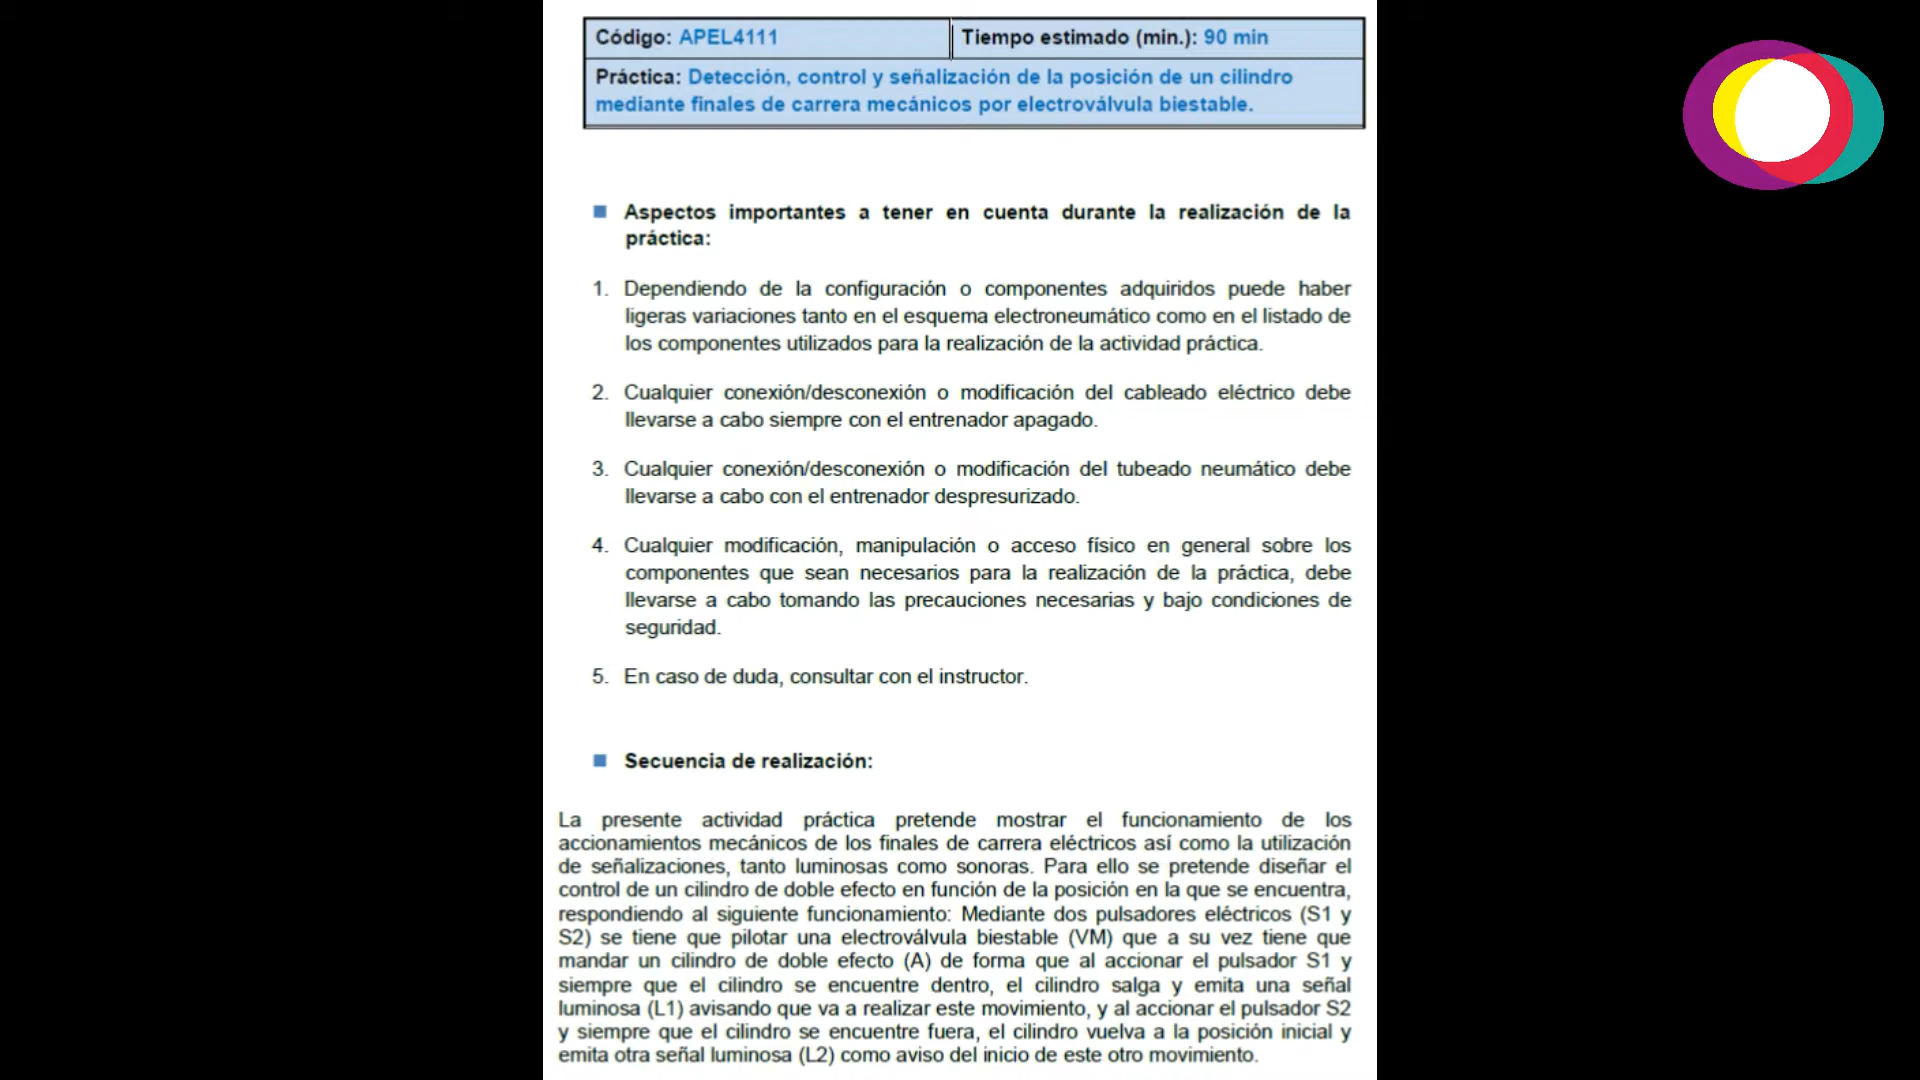 Código: APEL4111
Tiempo estimado (min.): 90 min
Práctica: Detección, control y señalización de la posición de un cilindro
mediante finales de carrera mecánicos por electroválvula biestable.
Aspectos importantes a tener en cuenta durante la realización de la
práctica:
1. Dependiendo de la configuración o componentes adquiridos puede haber
ligeras variaciones tanto en el esquema electroneumático como en el listado de
los componentes utilizados para la realización de la actividad práctica.
2. Cualquier conexión/desconexión o modificación del cableado eléctrico debe
llevarse a cabo siempre con el entrenador apagado.
3. Cualquier conexión/desconexión o modificación del tubeado neumático debe
llevarse a cabo con el entrenador despresurizado.
4. Cualquier modificación, manipulación o acceso físico en general sobre los
componentes que sean necesarios para la realización de la práctica, debe
llevarse a cabo tomando las precauciones necesarias y bajo condiciones de
seguridad.
5. En caso de duda, consultar con el instructor.
Secuencia de realización:
La presente actividad práctica pretende mostrar el funcionamiento de los
accionamientos mecánicos de los finales de carrera eléctricos así como la utilización
de señalizaciones, tanto luminosas como sonoras. Para ello se pretende diseñar el
control de un cilindro de doble efecto en función de la posición en la que se encuentra,
respondiendo al siguiente funcionamiento: Mediante dos pulsadores eléctricos (S1 y
S2) se tiene que pilotar una electroválvula biestable (VM) que a su vez tiene que
mandar un cilindro de doble efecto (A) de forma que al accionar el pulsador S1 y
siempre que el cilindro se encuentre dentro, el cilindro salga y emita una señal
luminosa (L1) avisando que va a realizar este movimiento, y al accionar el pulsador S2
y siempre que el cilindro se encuentre fuera, el cilindro vuelva a la posición inicial y
emita otra señal luminosa (L2) como aviso del inicio de este otro movimiento.